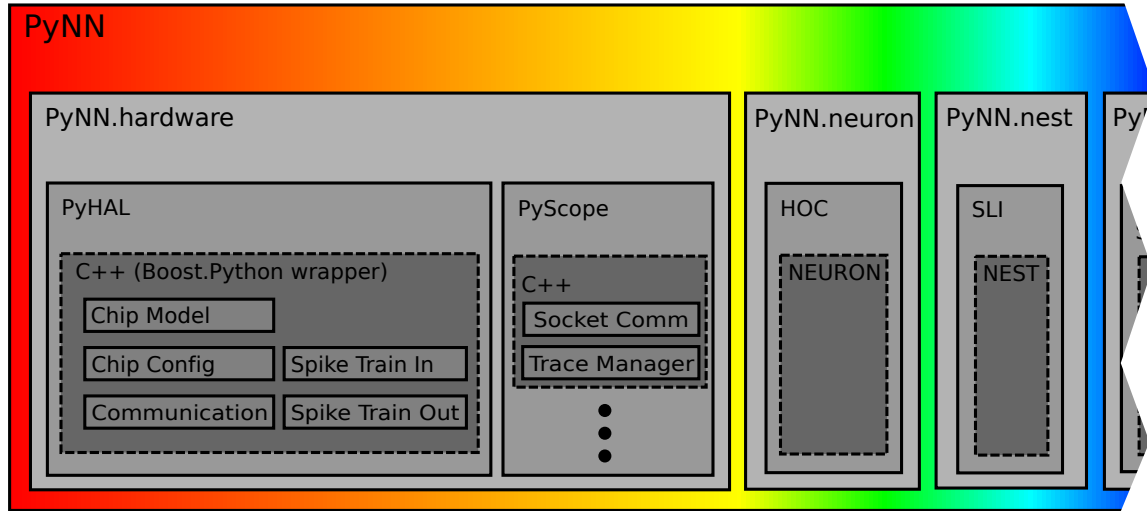 PyNN
PyNN.hardware
PyHAL
C++ (Boost.Python wrapper)
Chip Model
Chip Config
Spike Train In
Communication
Spike Train Out
PyScope
C++
Socket Comm
Trace Manager
PyNN.neuron
HOC
NEURON
PyNN.nest
SLI
NEST